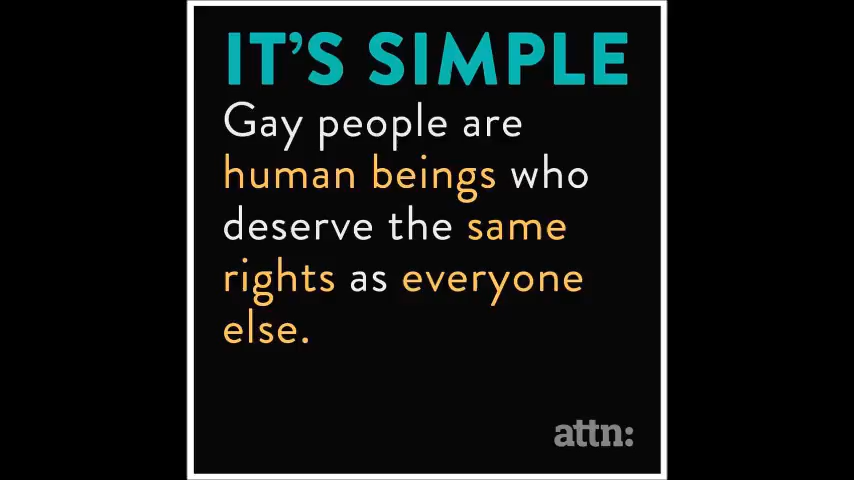 IT'S SIMPLE
Gay people are
human beings who
deserve the same
rights as everyone
else.
attn: